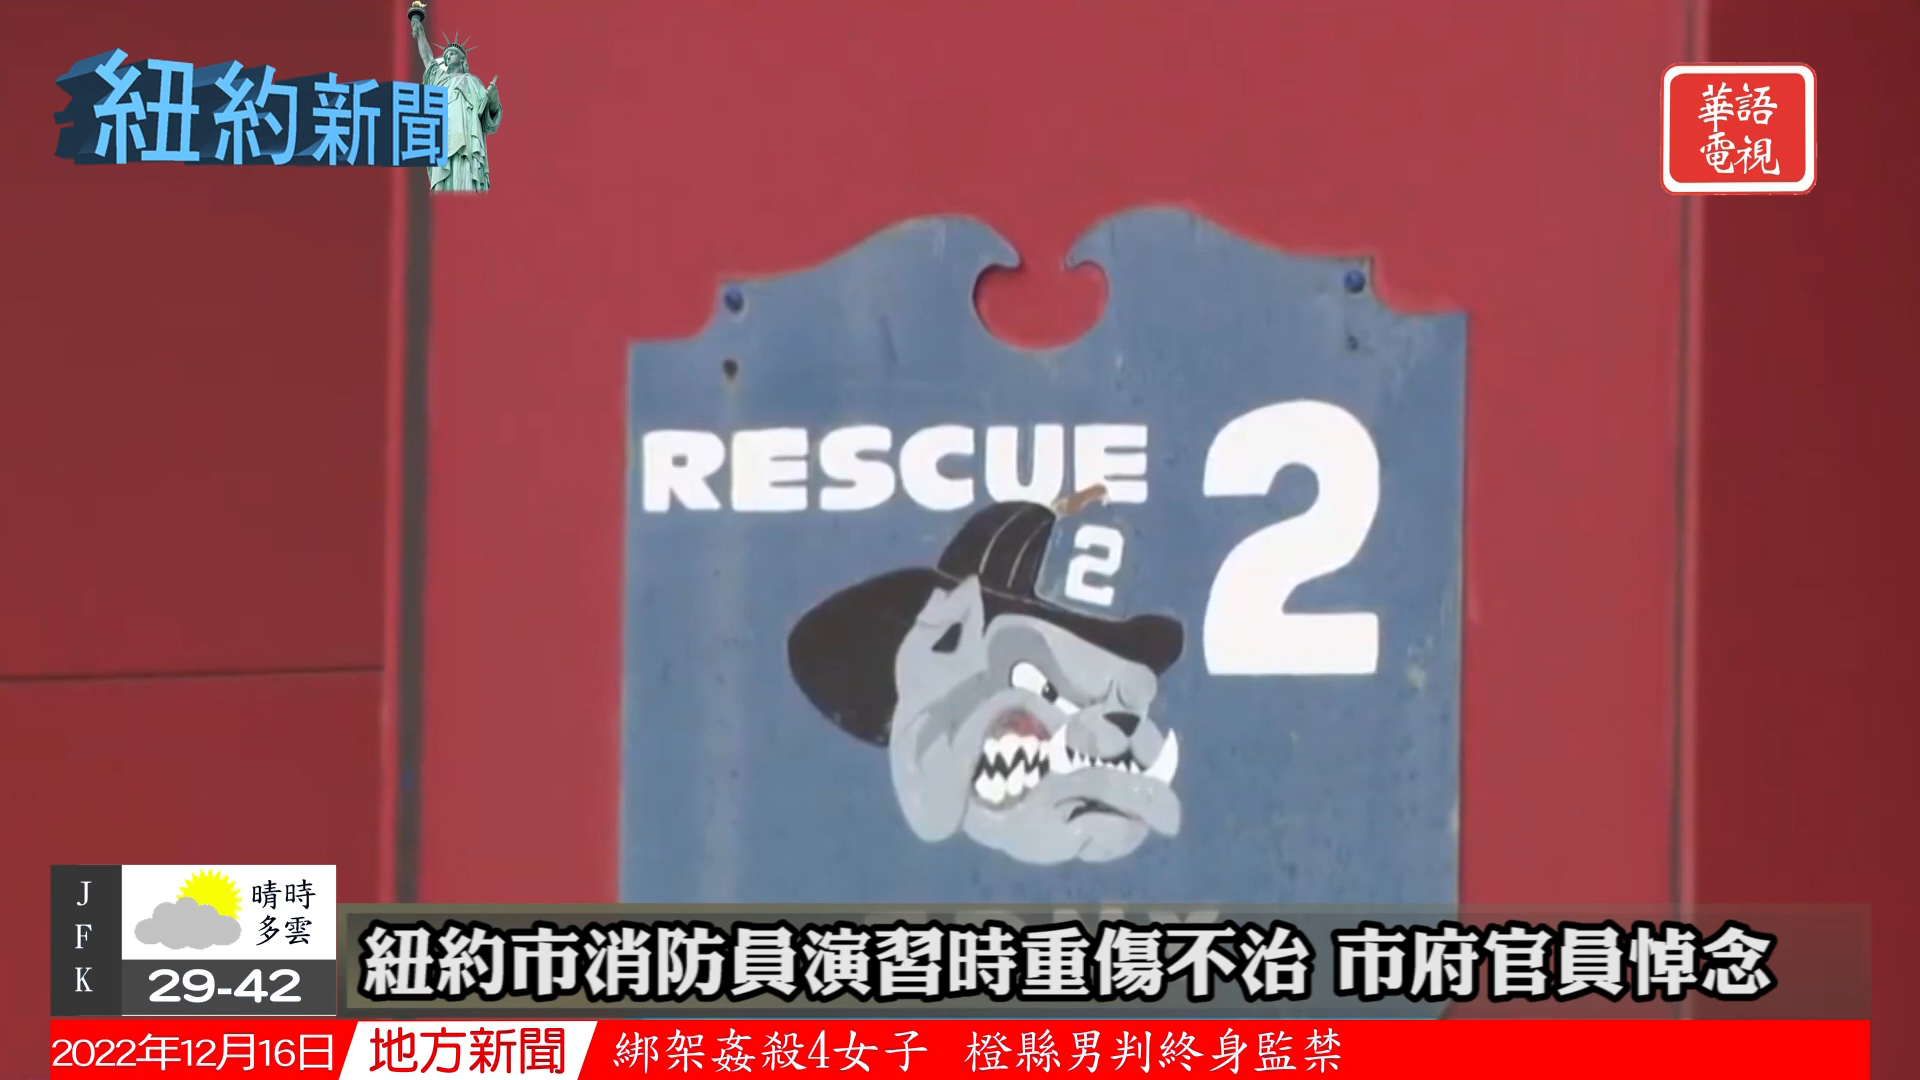 紐約新聞
華語
電視
RESCUE 2
2
JFK
晴時
多雲
29-42
紐約市消防員演習時重傷不治 市府官員悼念
2022年12月16日
地方新聞
綁架姦殺4女子 橙縣男判終身監禁